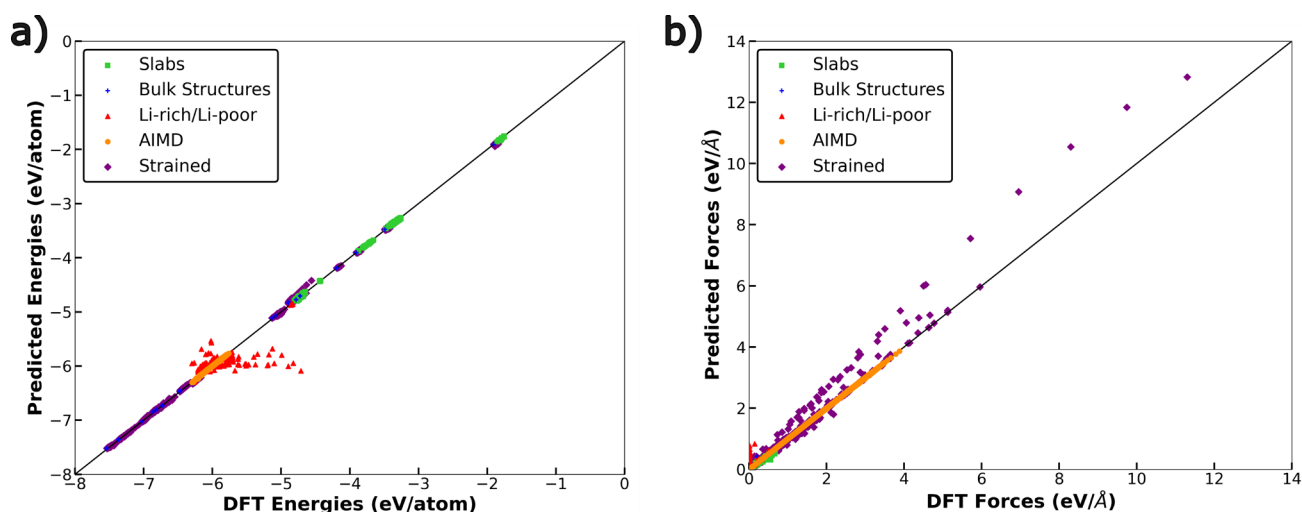 a)
0
−1
−2
−3
−4
−5
−6
−7
−8
Predicted Energies (eV/atom)
Slabs
Bulk Structures
Li-rich/Li-poor
AIMD
Strained
−8 −7 −6 −5 −4 −3 −2 −1 0
DFT Energies (eV/atom)
b)
14
12
10
8
6
4
2
0
Predicted Forces (eV/Å)
Slabs
Bulk Structures
Li-rich/Li-poor
AIMD
Strained
0 2 4 6 8 10 12 14
DFT Forces (eV/Å)